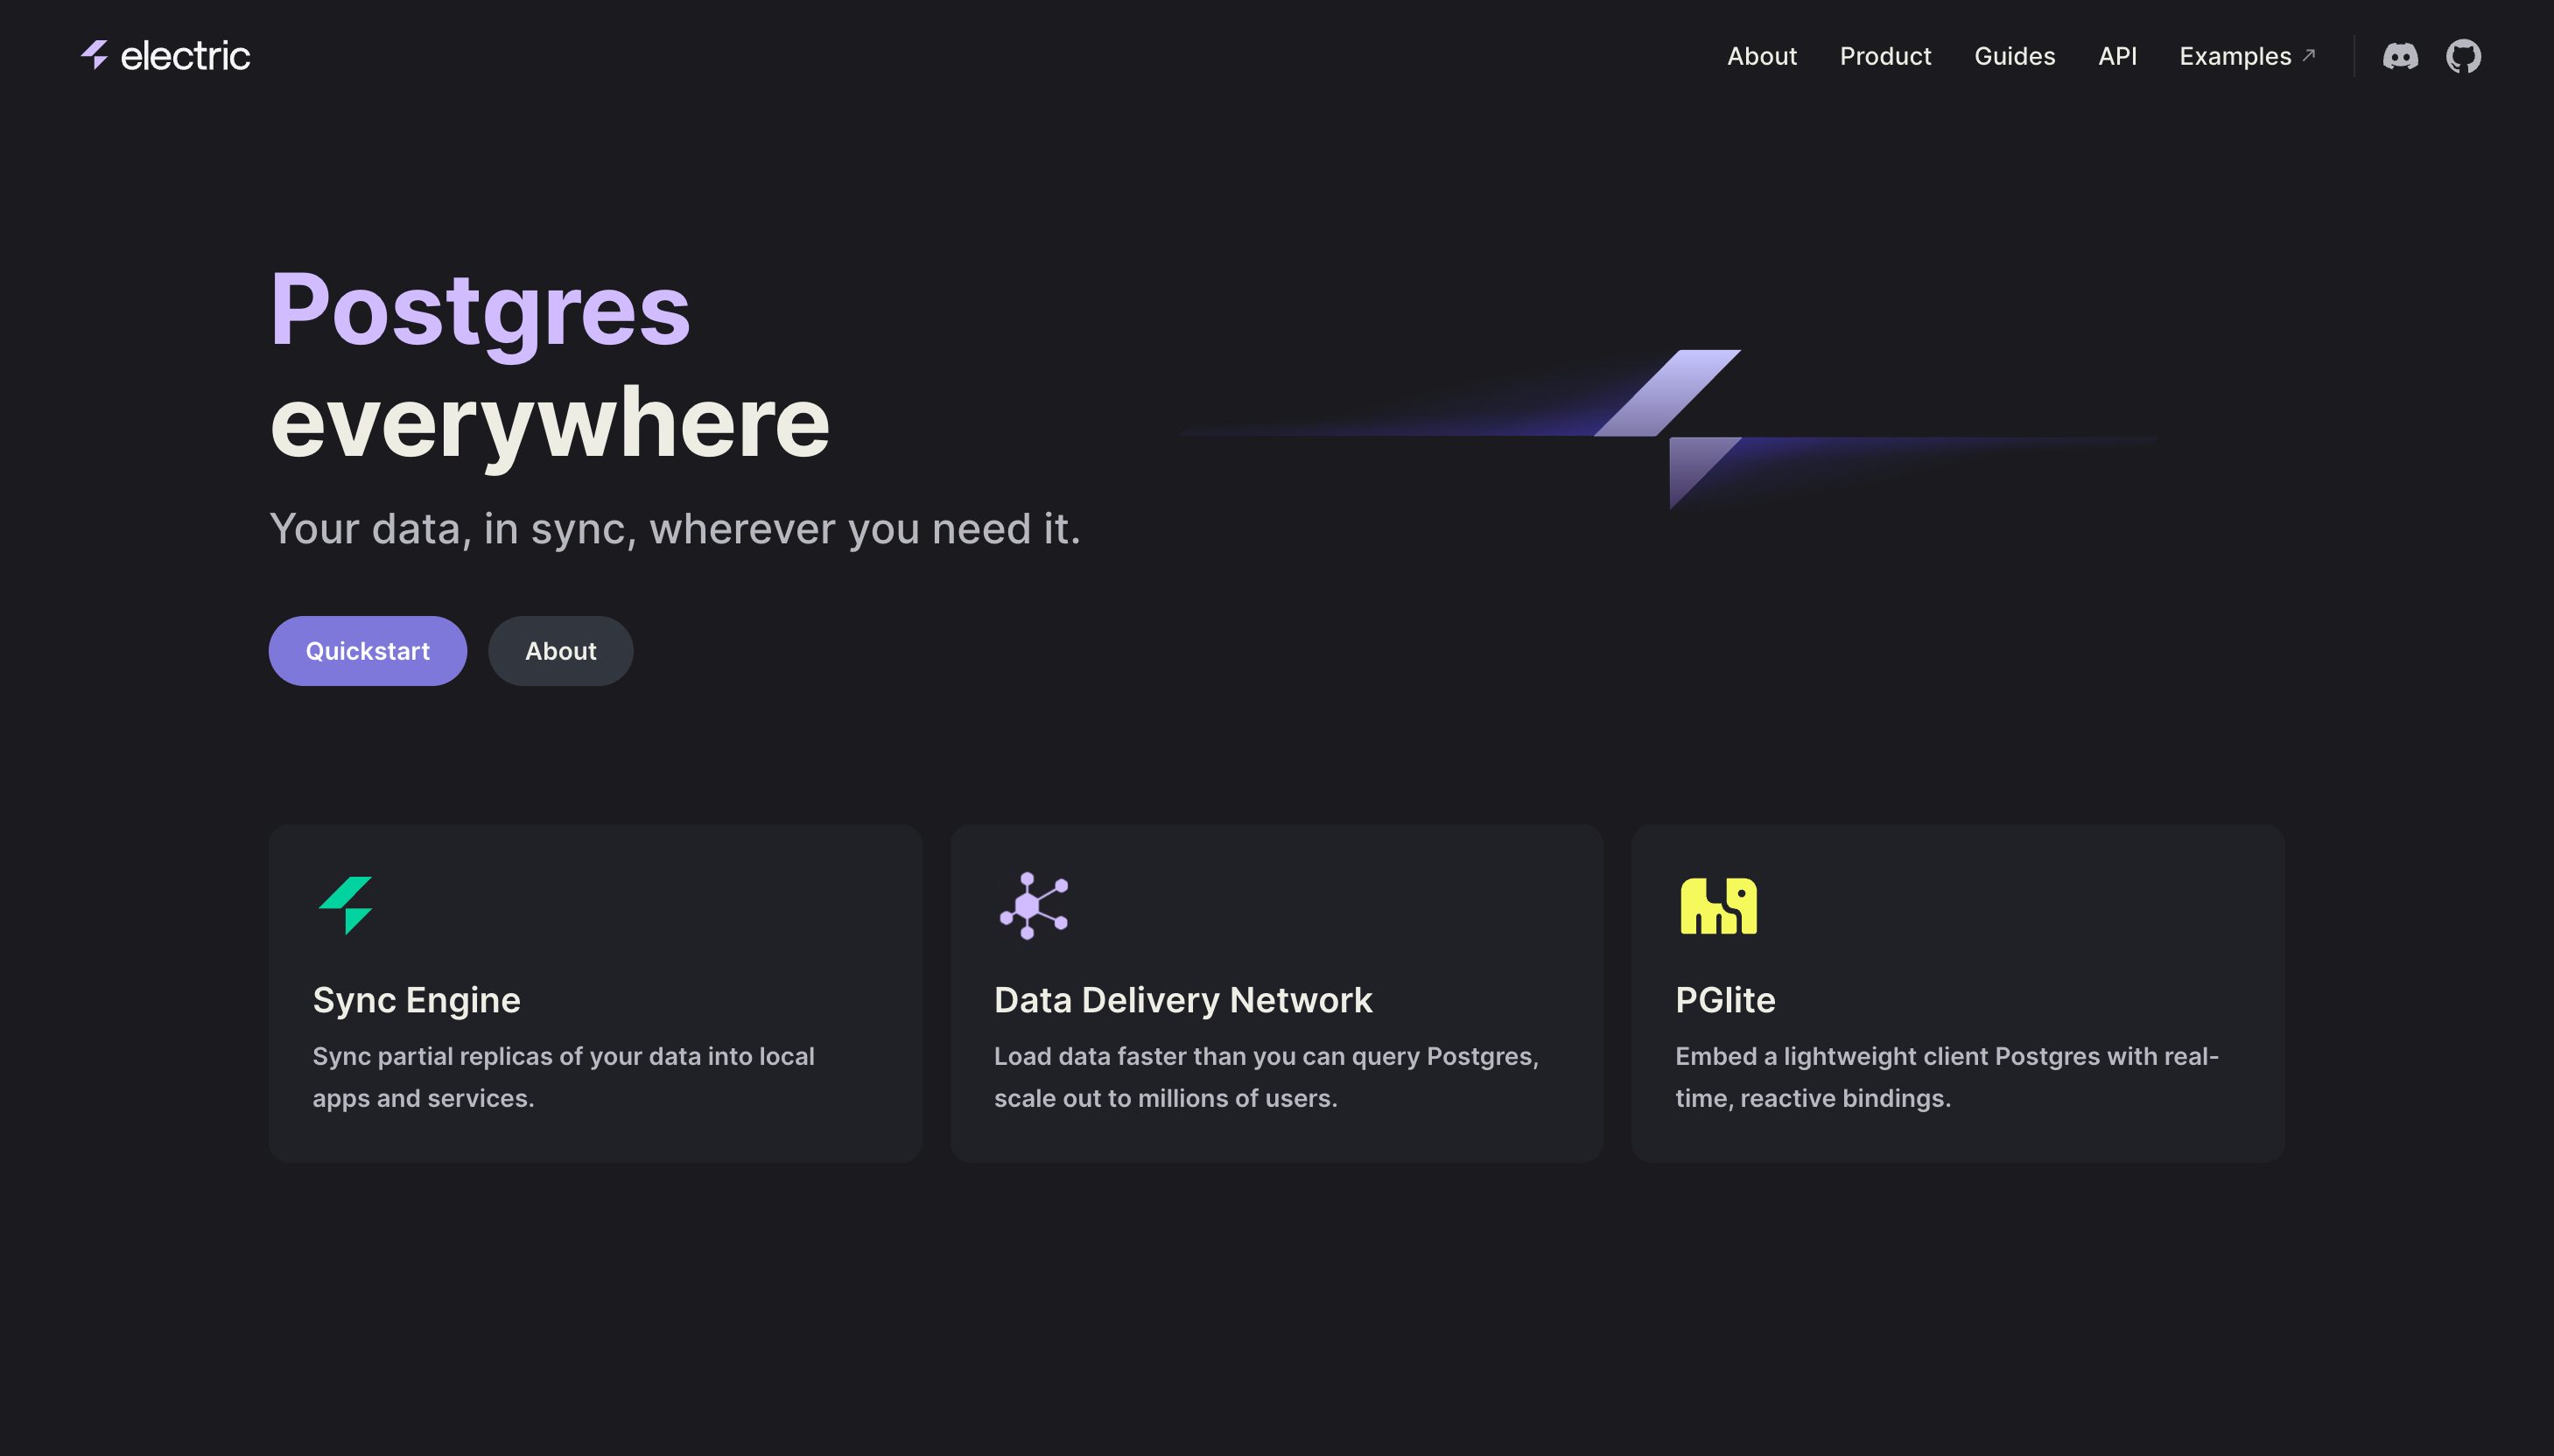 electric
About
Product
Guides
API
Examples
Postgres
everywhere
Your data, in sync, wherever you need it.
Quickstart
About
Sync Engine
Sync partial replicas of your data into local
apps and services.
Data Delivery Network
Load data faster than you can query Postgres,
scale out to millions of users.
PGlite
Embed a lightweight client Postgres with real-
time, reactive bindings.